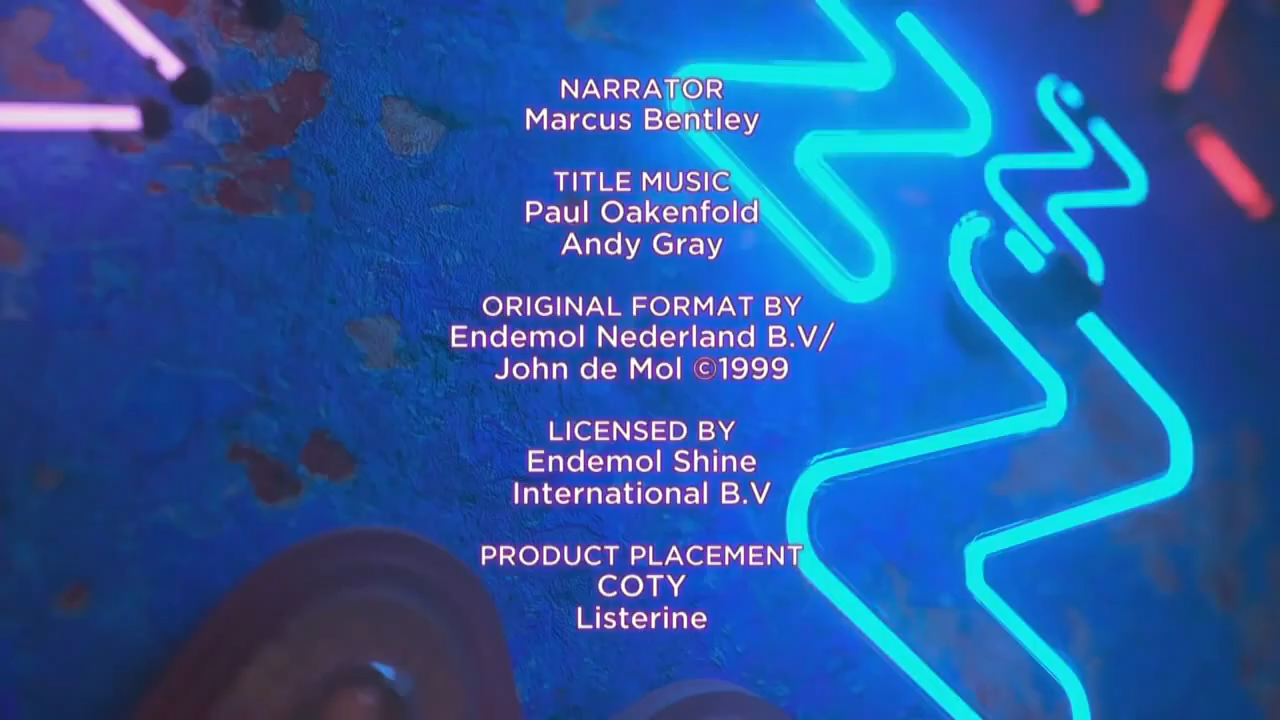 NARRATOR
Marcus Bentley
TITLE MUSIC
Paul Oakenfold
Andy Gray
ORIGINAL FORMAT BY
Endemol Nederland B.V/
John de Mol ©1999
LICENSED BY
Endemol Shine
International B.V
PRODUCT PLACEMENT
COTY
Listerine